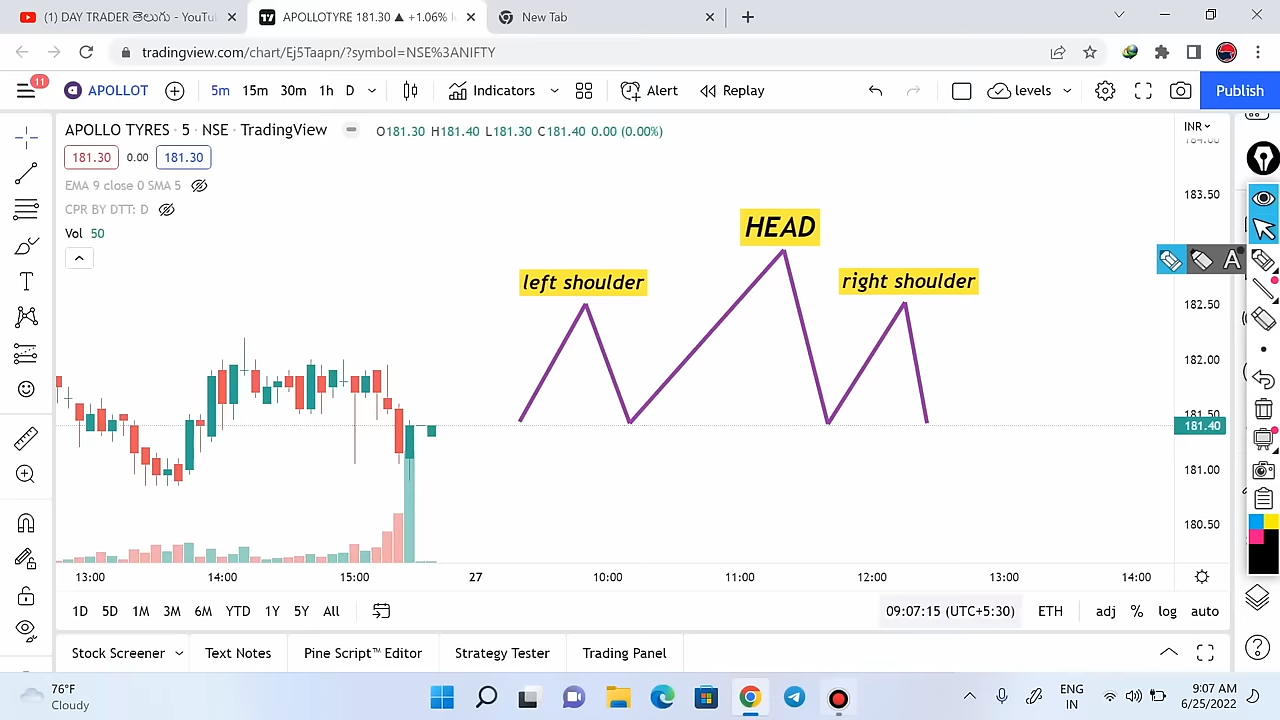 (1) DAY TRADER తెలుగు - YouTu
APOLLOTYRE 181.30 ▲ +1.06%
New Tab
tradingview.com/chart/Ej5Taapn/?symbol=NSE%3ANIFTY
11
APOLLOT
5m 15m 30m 1h D
Indicators
Alert
Replay
levels
Publish
APOLLO TYRES · 5 · NSE · TradingView
O181.30 H181.40 L181.30 C181.40 0.00 (0.00%)
INR
184.00
181.30 0.00 181.30
EMA 9 close 0 SMA 5
183.50
CPR BY DTT: D
Vol 50
HEAD
A
left shoulder
right shoulder
182.50
182.00
181.50
181.40
181.00
180.50
13:00 14:00 15:00 27 10:00 11:00 12:00 13:00 14:00
1D 5D 1M 3M 6M YTD 1Y 5Y All
09:07:15 (UTC+5:30) ETH adj % log auto
Stock Screener Text Notes Pine Script™ Editor Strategy Tester Trading Panel
76°F
Cloudy
ENG
IN
9:07 AM
6/25/2022